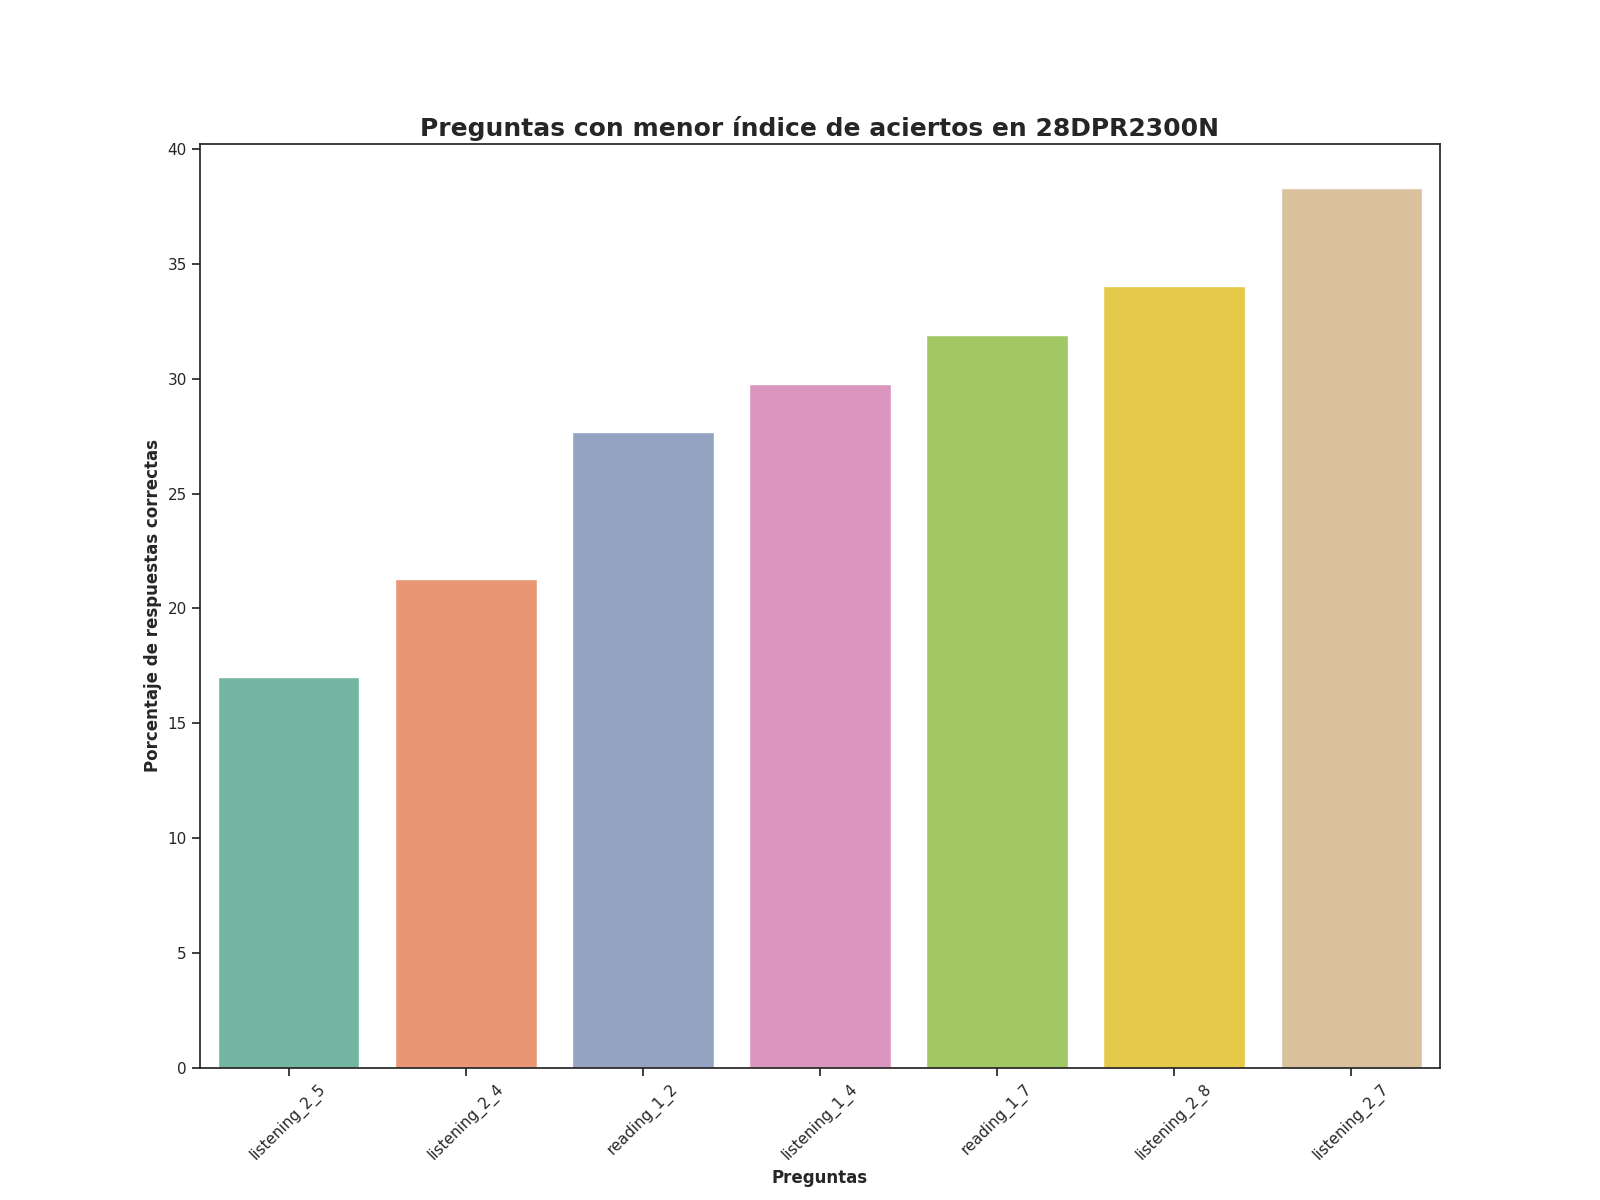 Preguntas con menor índice de aciertos en 28DPR2300N
40
35
30
25
20
15
10
5
0
Porcentaje de respuestas correctas
listening_2_5
listening_2_4
reading_1_2
listening_1_4
reading_1_7
listening_2_8
listening_2_7
Preguntas